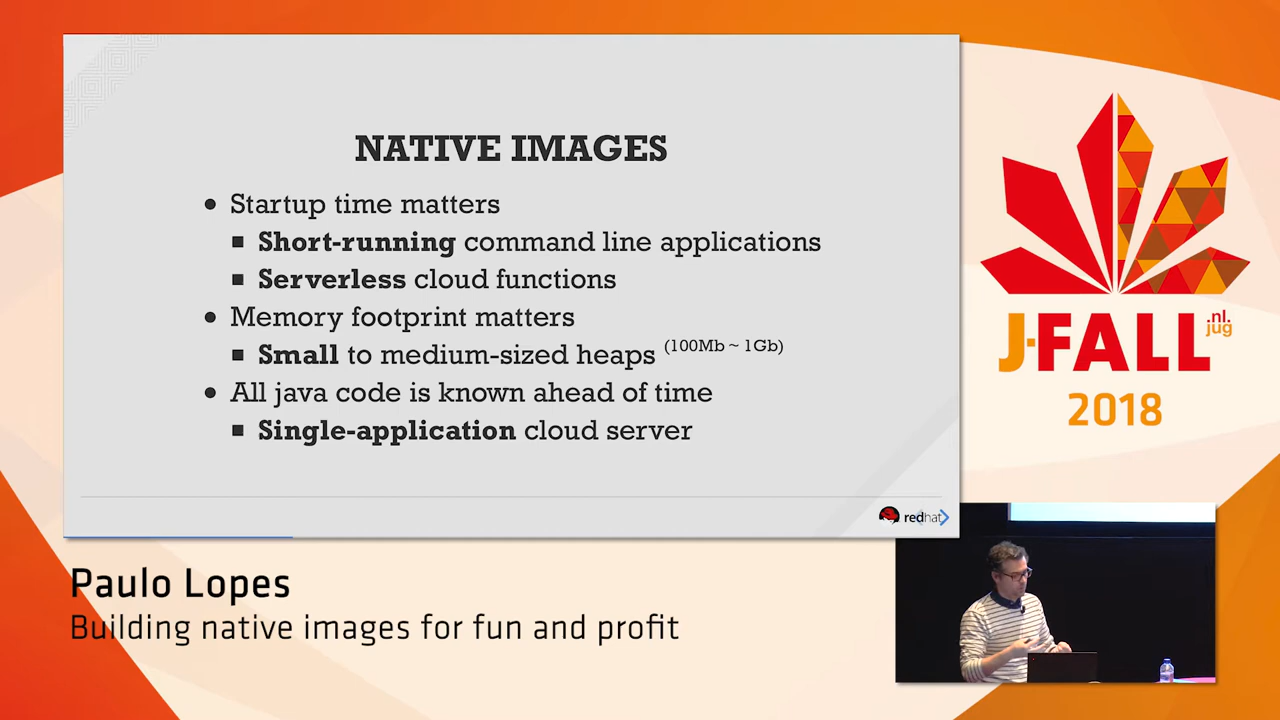 NATIVE IMAGES
Startup time matters
Short-running command line applications
Serverless cloud functions
Memory footprint matters
Small to medium-sized heaps (100Mb ~ 1Gb)
All java code is known ahead of time
Single-application cloud server
redhat
J-FALL
nl.
jug
2018
Paulo Lopes
Building native images for fun and profit